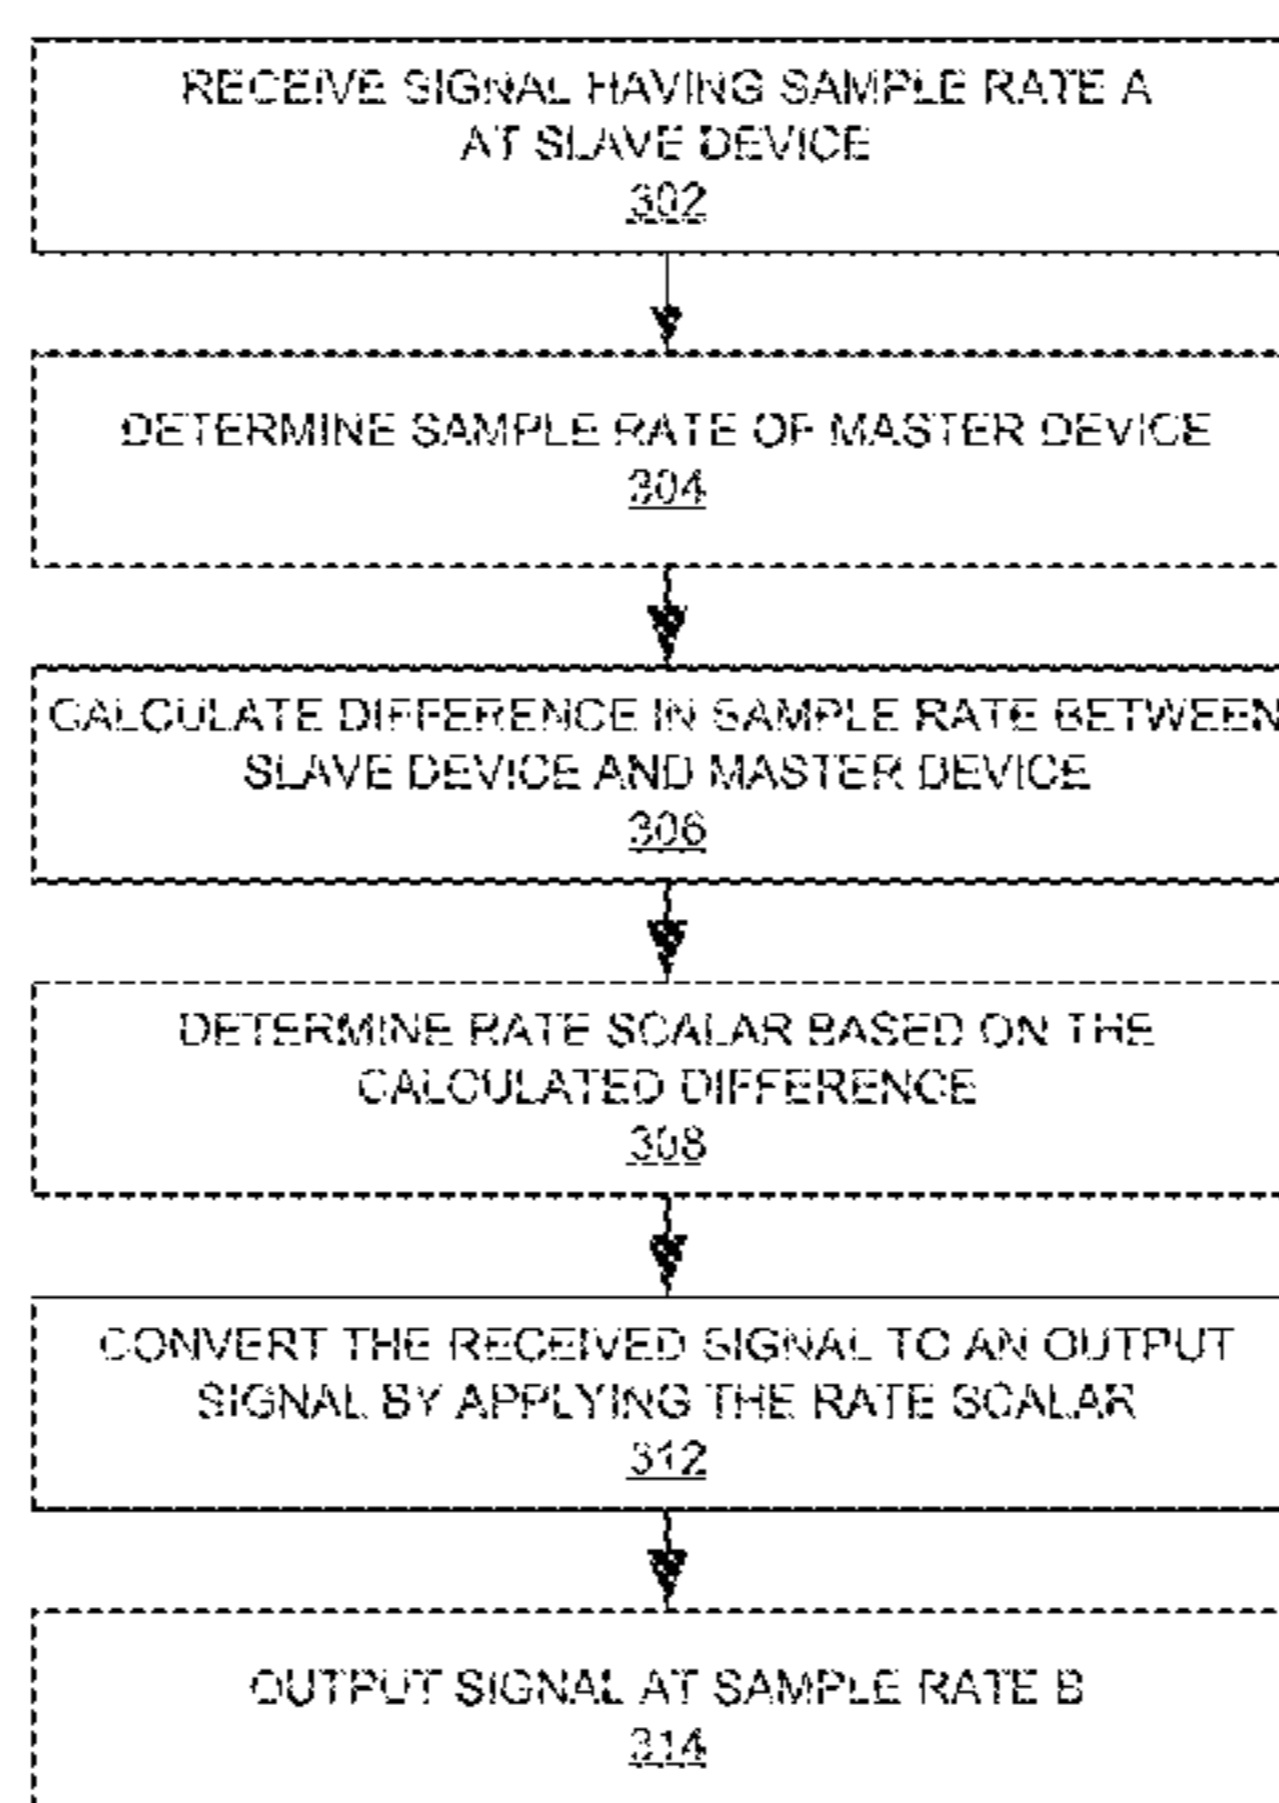 RECEIVE SIGNAL HAVING SAMPLE RATE A
AT SLAVE DEVICE
302
DETERMINE SAMPLE RATE OF MASTER DEVICE
304
CALCULATE DIFFERENCE IN SAMPLE RATE BETWEEN
SLAVE DEVICE AND MASTER DEVICE
306
DETERMINE RATE SCALAR BASED ON THE
CALCULATED DIFFERENCE
308
CONVERT THE RECEIVED SIGNAL TO AN OUTPUT
SIGNAL BY APPLYING THE RATE SCALAR
312
OUTPUT SIGNAL AT SAMPLE RATE B
314